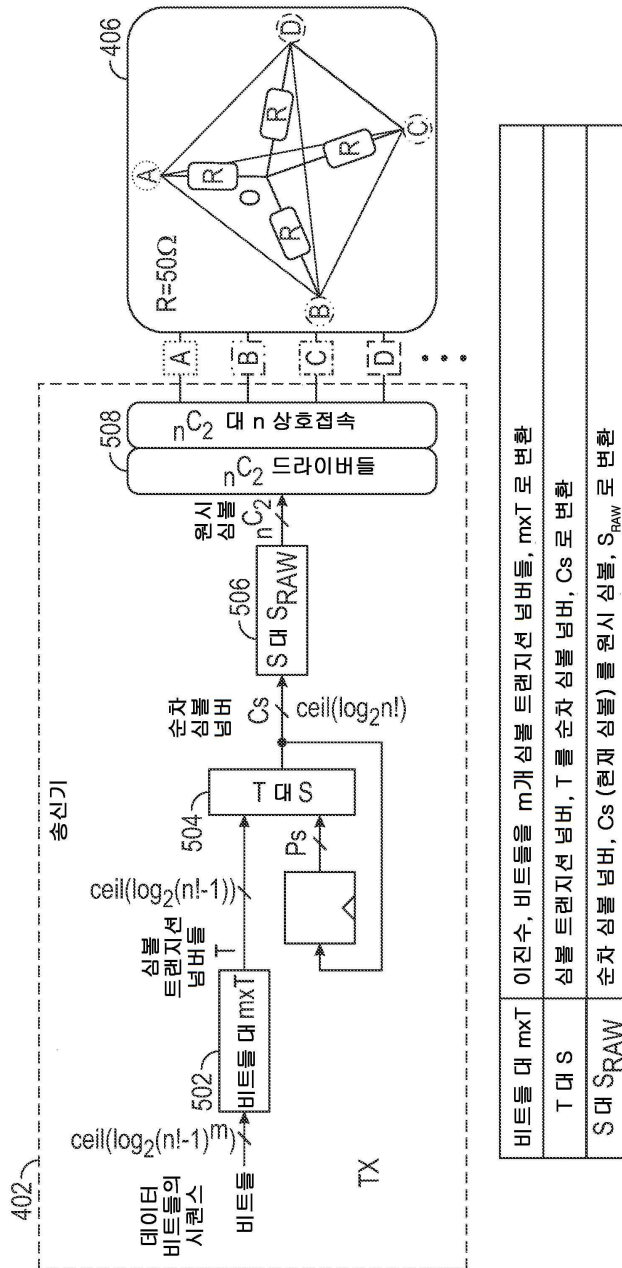 402
송신기
데이터
비트들의
시퀀스
비트들
ceil(log2(n!-1)^m)
502
비트들 대 mxT
심볼
트랜지션
넘버들
T
ceil(log2(n!-1))
504
T 대 S
Ps
순차
심볼
넘버
Cs
ceil(log2n!)
506
S 대 SRAW
원시
심볼
nC2
508
nC2 드라이버들
nC2 대 n 상호접속
TX
A
B
C
D
406
R=50Ω
A
B
C
D
O
R
R
R
R
비트들 대 mxT 이진수, 비트들을 m개 심볼 트랜지션 넘버들, mxT 로 변환
T 대 S 심볼 트랜지션 넘버, T 를 순차 심볼 넘버, Cs 로 변환
S 대 SRAW 순차 심볼 넘버, Cs (현재 심볼) 를 원시 심볼, SRAW 로 변환